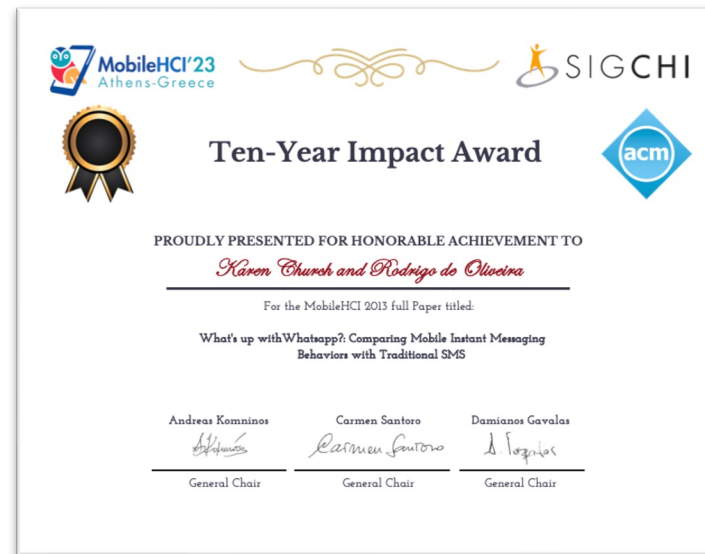 MobileHCI'23
Athens-Greece
SIGCHI
Ten-Year Impact Award
acm
PROUDLY PRESENTED FOR HONORABLE ACHIEVEMENT TO
Karen Church and Rodrigo de Oliveira
For the MobileHCI 2013 full Paper titled:
What's up withWhatsapp?: Comparing Mobile Instant Messaging
Behaviors with Traditional SMS
Andreas Komninos
Carmen Santoro
Damianos Gavalas
Carmen Santoro
General Chair
General Chair
General Chair